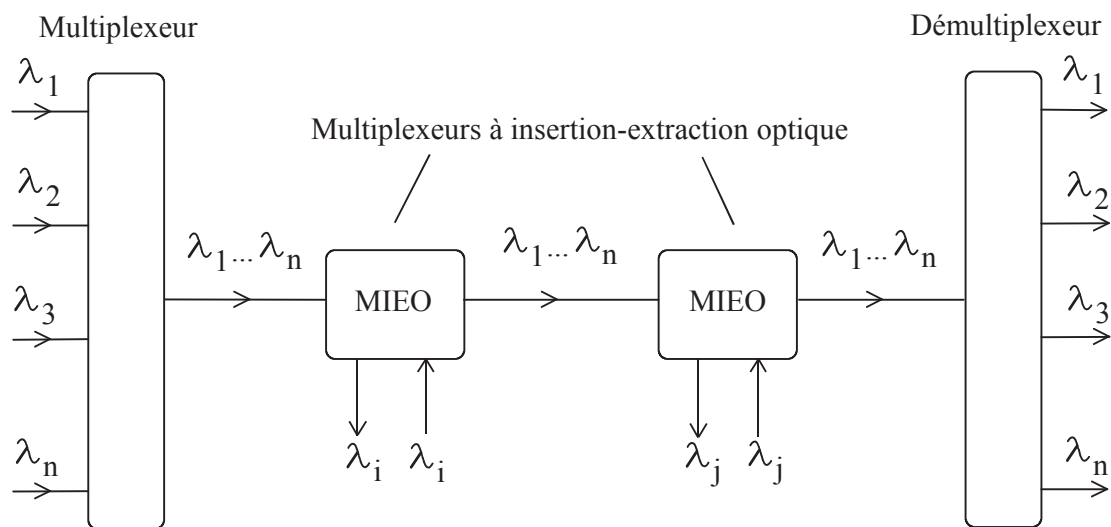 Multiplexeur
Démultiplexeur
λ1
λ2
λ3
λn
Multiplexeurs à insertion-extraction optique
λ1... λn
MIEO
λ1... λn
MIEO
λ1... λn
λi
λi
λj
λj
λ1
λ2
λ3
λn